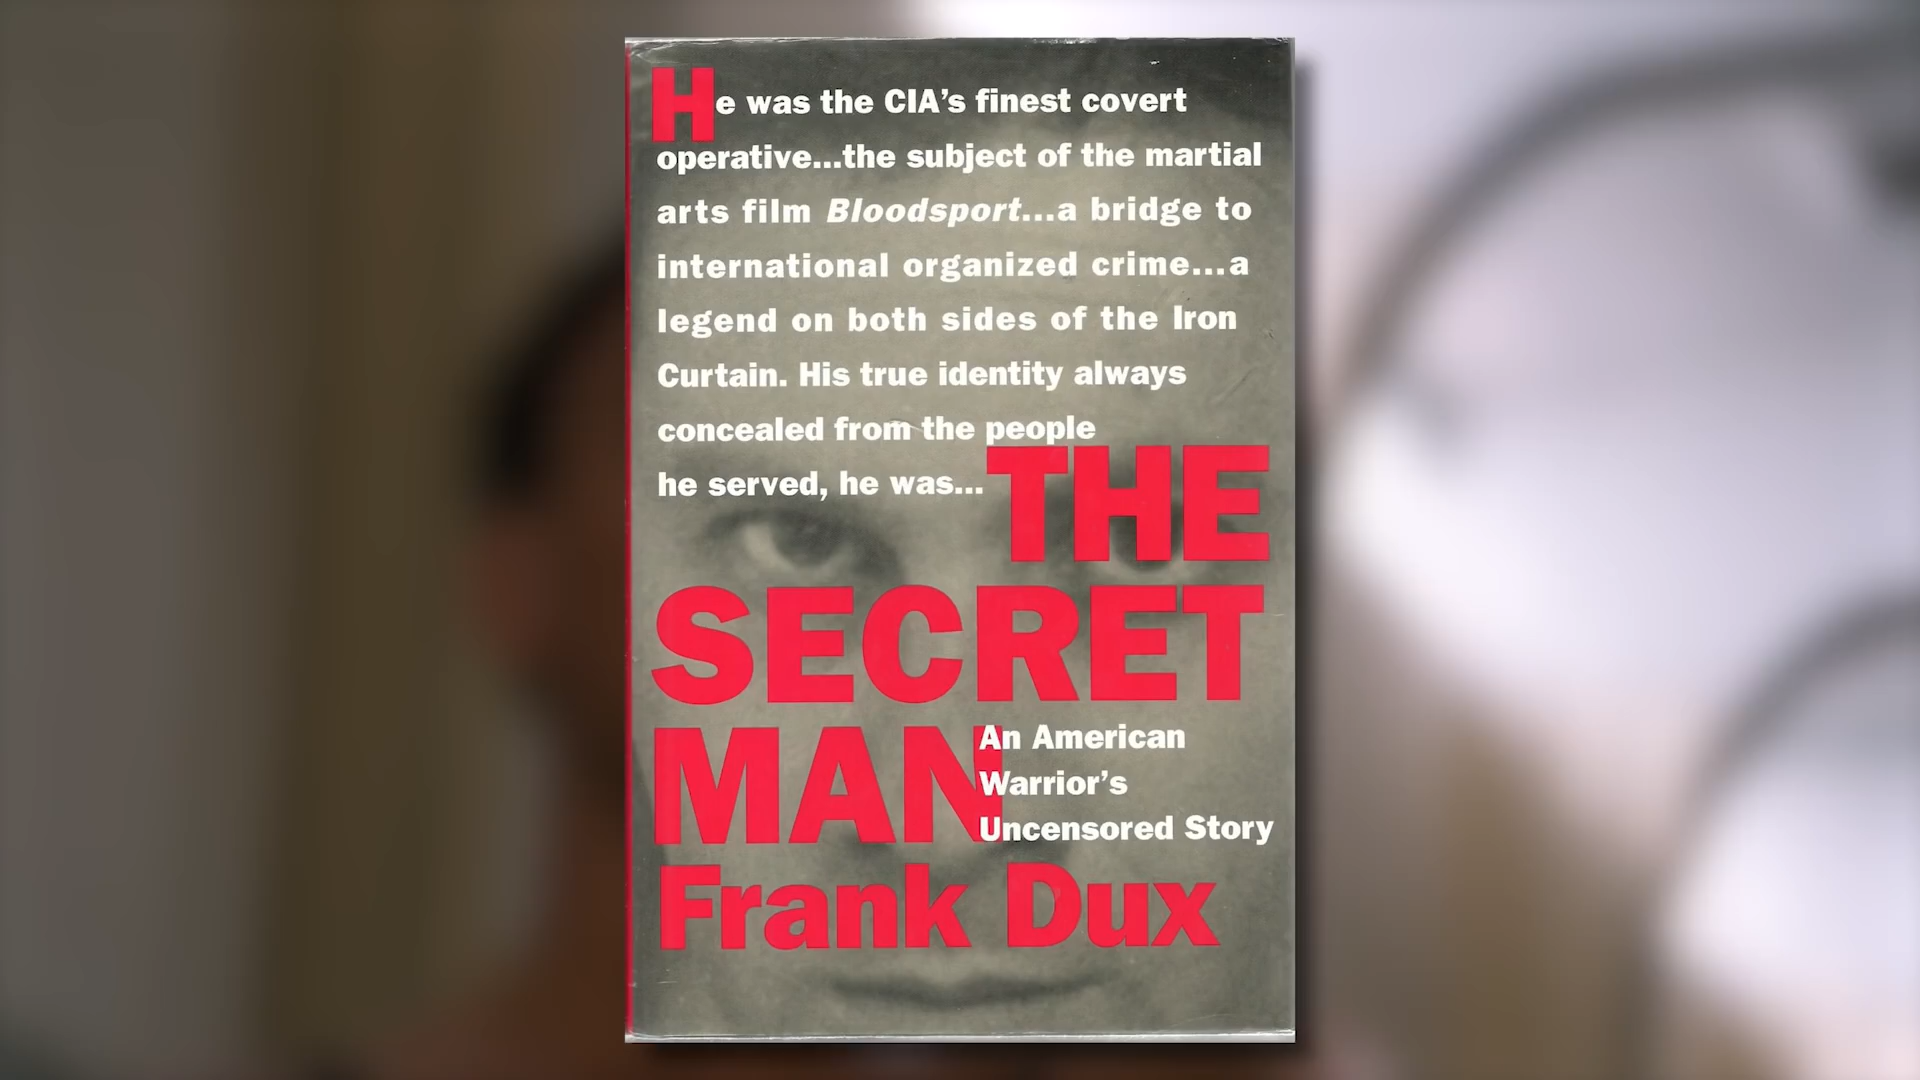 He was the CIA's finest covert
operative...the subject of the martial
arts film Bloodsport...a bridge to
international organized crime...a
legend on both sides of the Iron
Curtain. His true identity always
concealed from the people
he served, he was...THE
SECRET
MAN
An American
Warrior's
Uncensored Story
Frank Dux